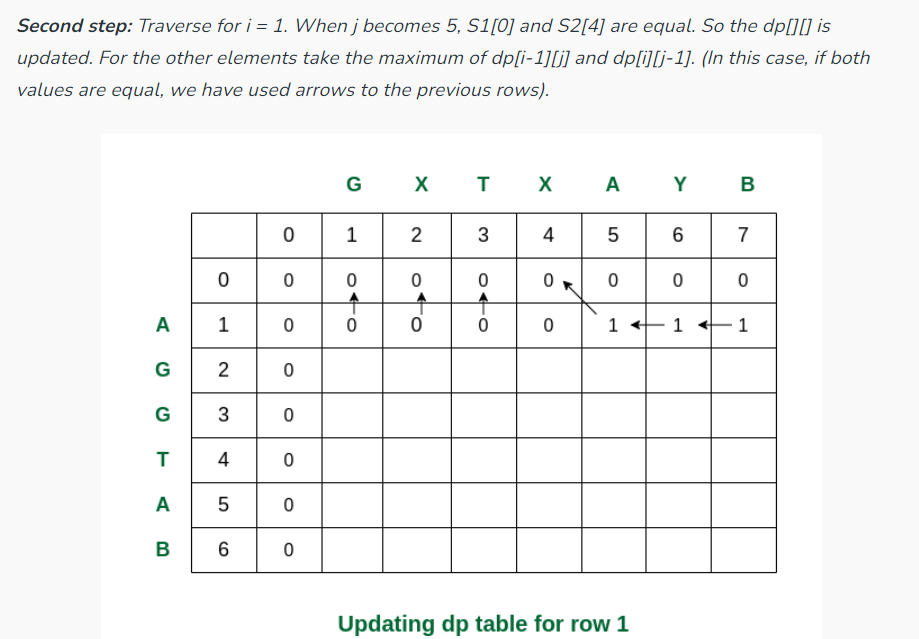 Second step: Traverse for i = 1. When j becomes 5, S1[0] and S2[4] are equal. So the dp[][] is
updated. For the other elements take the maximum of dp[i-1][j] and dp[i][j-1]. (In this case, if both
values are equal, we have used arrows to the previous rows).
G X T X A Y B
0 1 2 3 4 5 6 7
0 0 0 0 0 0 0 0 0
A 1 0 0 0 0 0 1 1 1
G 2 0
G 3 0
T 4 0
A 5 0
B 6 0
Updating dp table for row 1